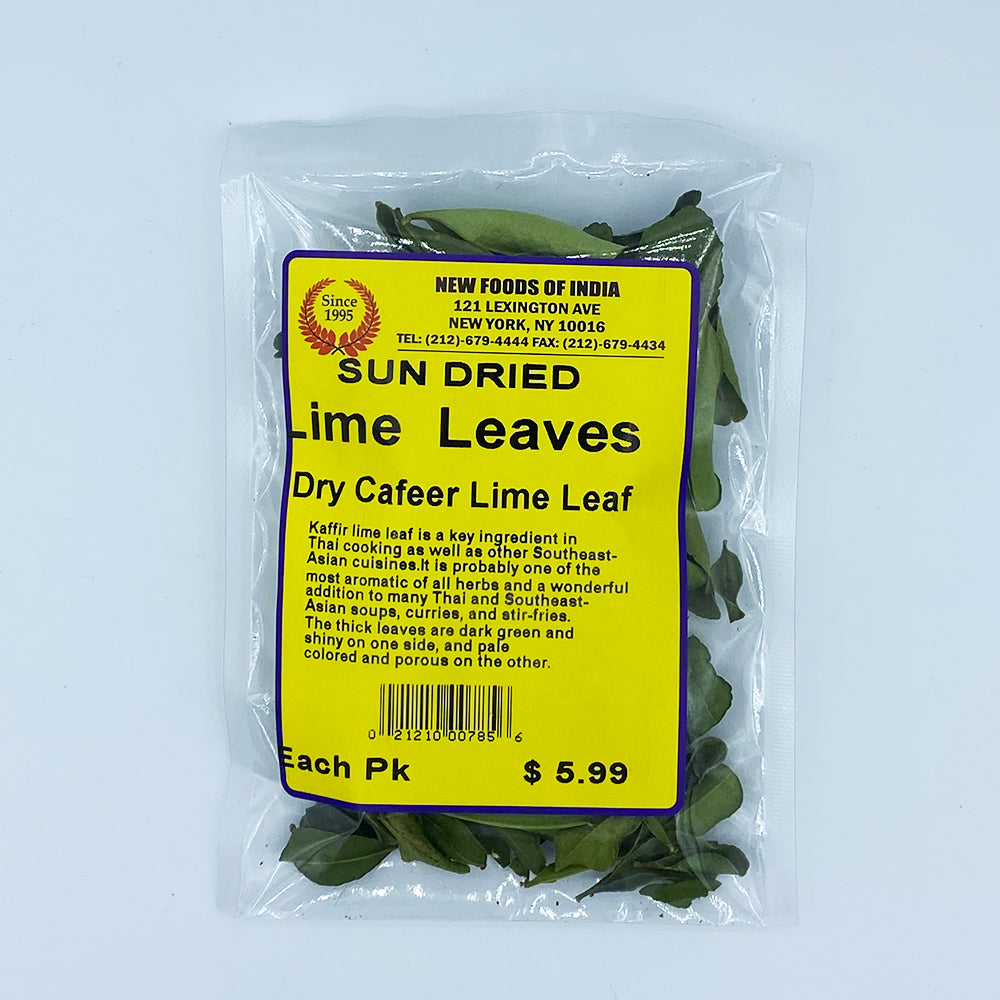 Since
1995
NEW FOODS OF INDIA
121 LEXINGTON AVE
NEW YORK, NY 10016
TEL: (212)-679-4444 FAX: (212)-679-4434
SUN DRIED
Lime Leaves
Dry Cafeer Lime Leaf
Kaffir lime leaf is a key ingredient in
Thai cooking as well as other Southeast-
Asian cuisines.It is probably one of the
most aromatic of all herbs and a wonderful
addition to many Thai and Southeast-
Asian soups, curries, and stir-fries.
The thick leaves are dark green and
shiny on one side, and pale
colored and porous on the other.
0 21210 00785 6
Each Pk $ 5.99